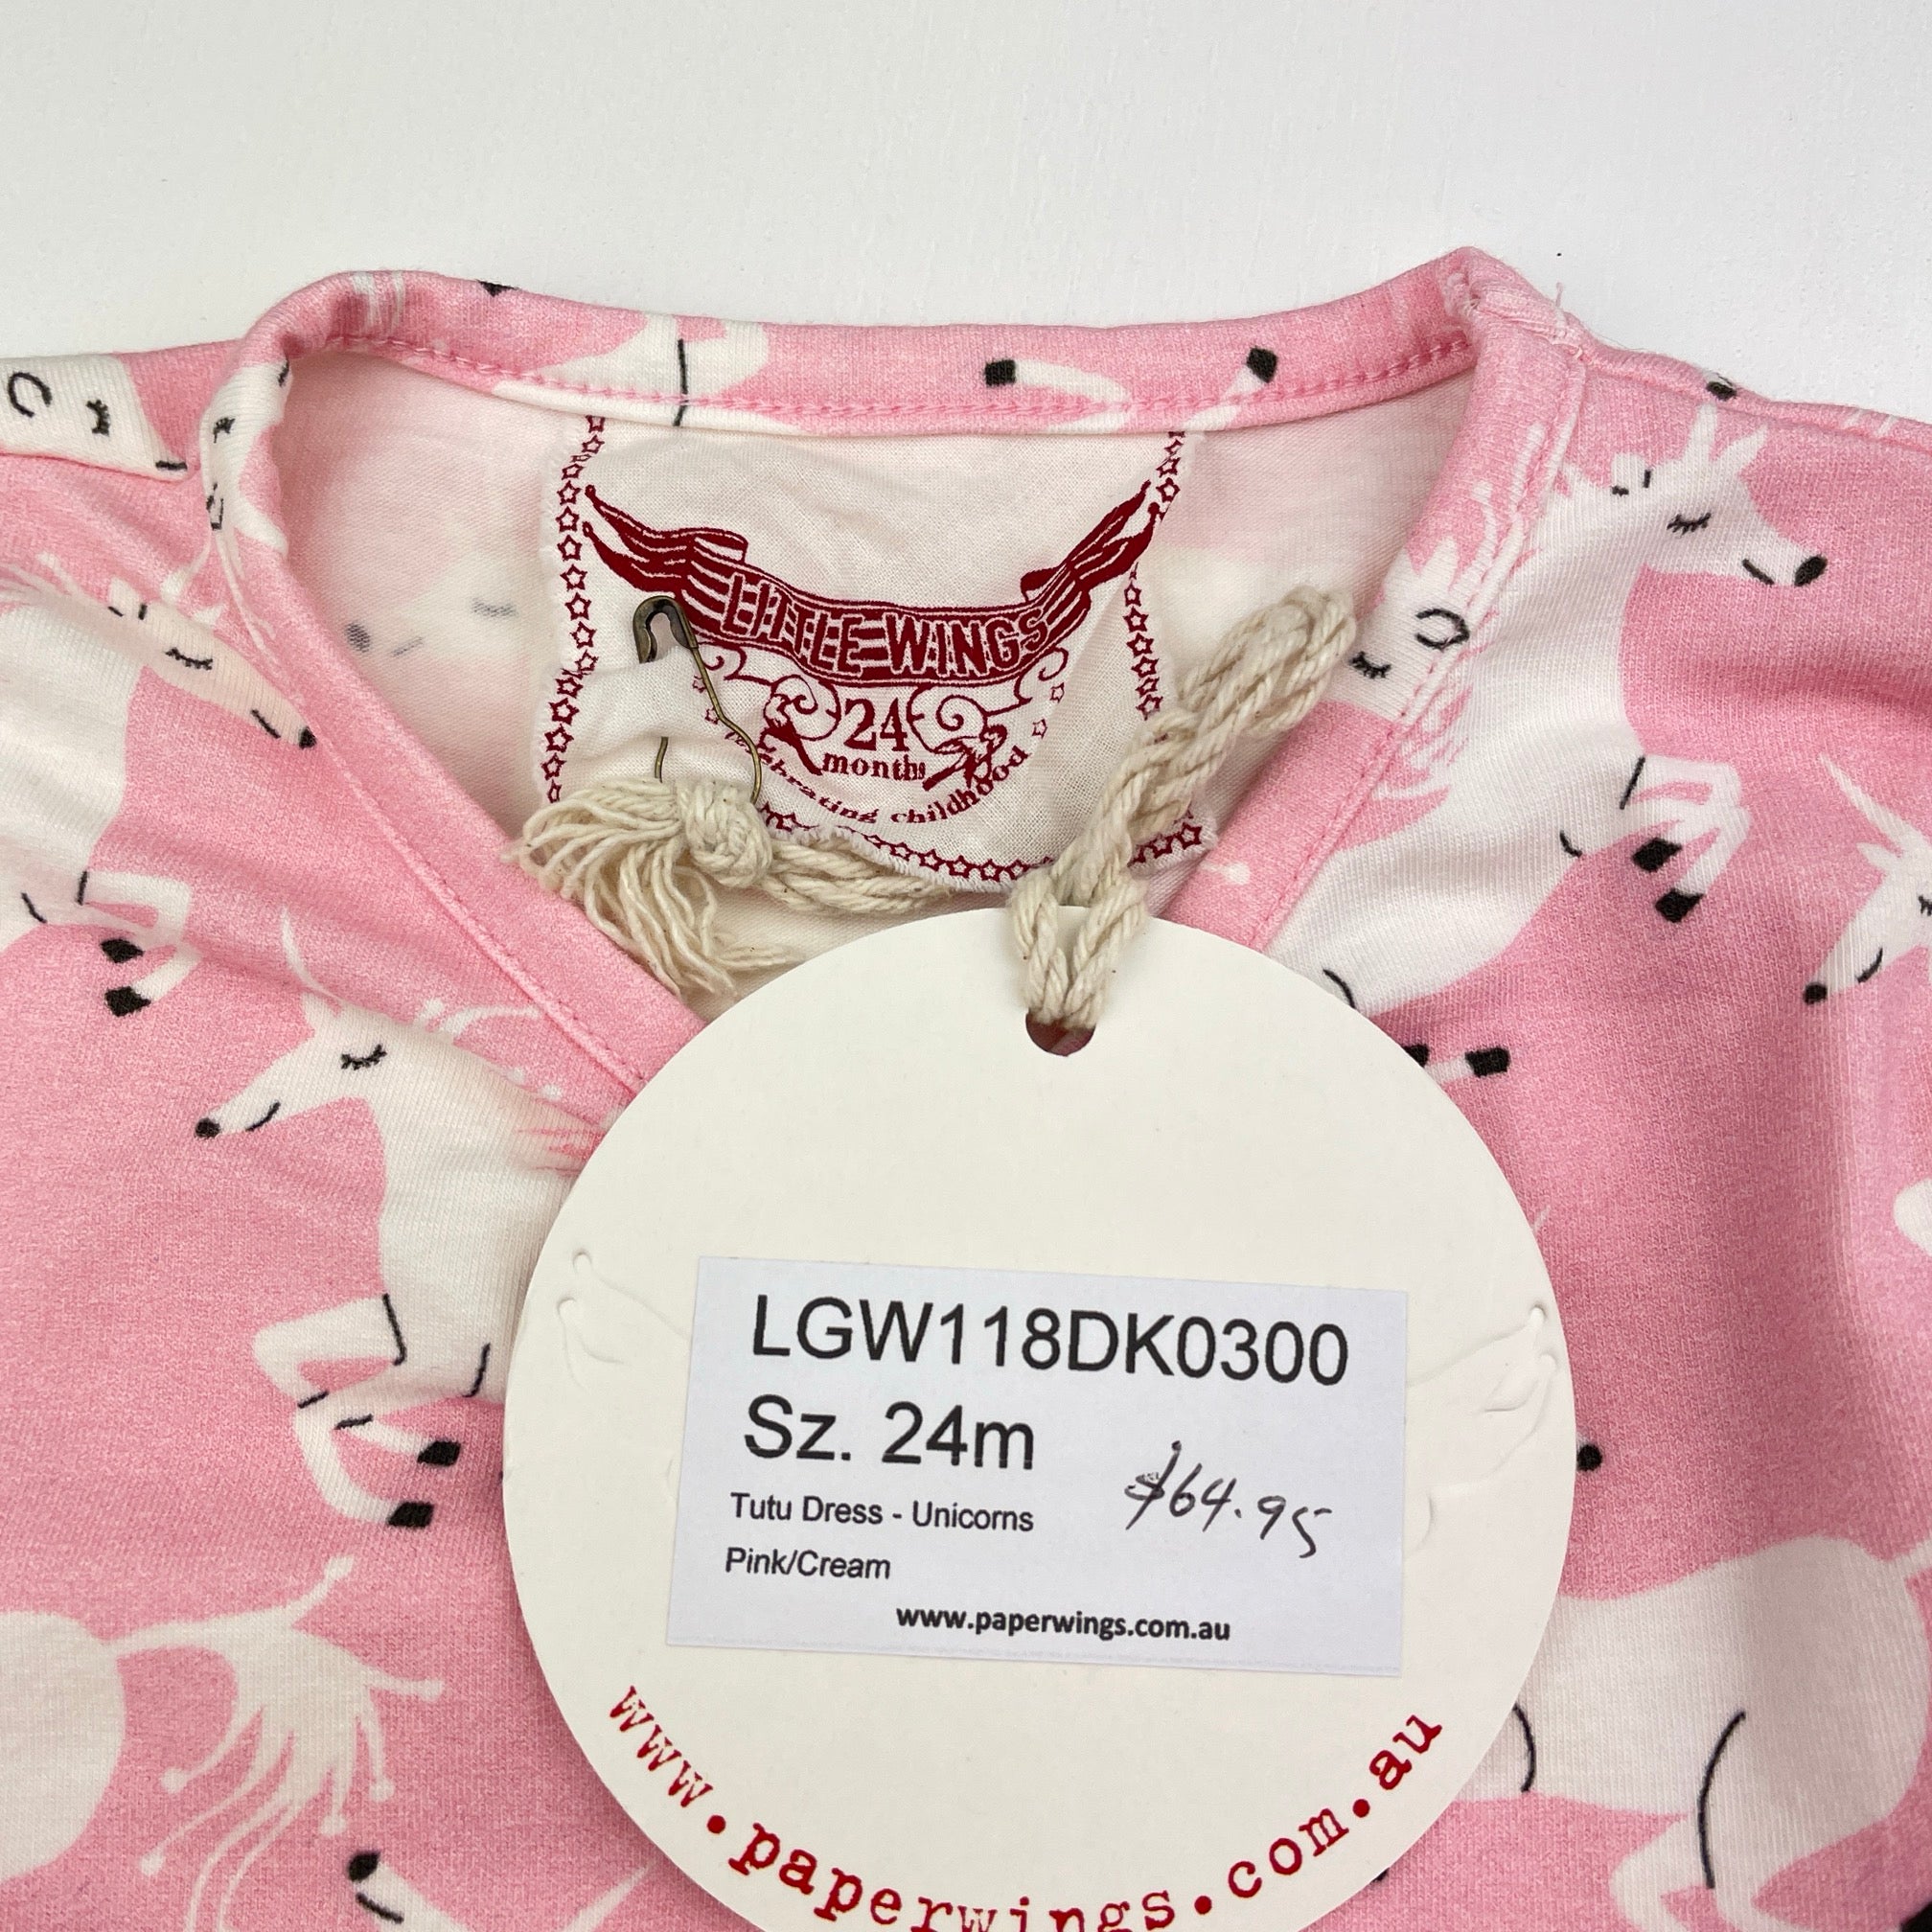 LITTLE WINGS
24
months
celebrating childhood
LGW118DK0300
Sz. 24m
$64.95
Tutu Dress - Unicorns
Pink/Cream
www.paperwings.com.au
www.paperwings.com.au